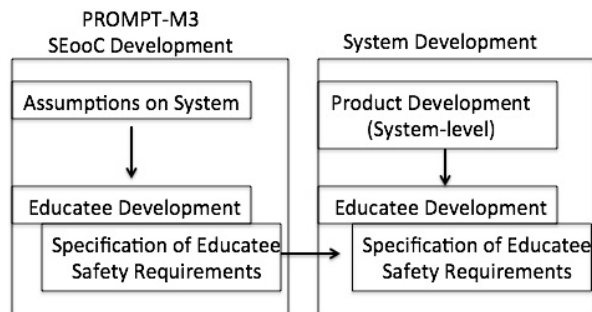 PROMPT-M3
SEooC Development
Assumptions on System
Educatee Development
Specification of Educatee
Safety Requirements
System Development
Product Development
(System-level)
Educatee Development
Specification of Educatee
Safety Requirements